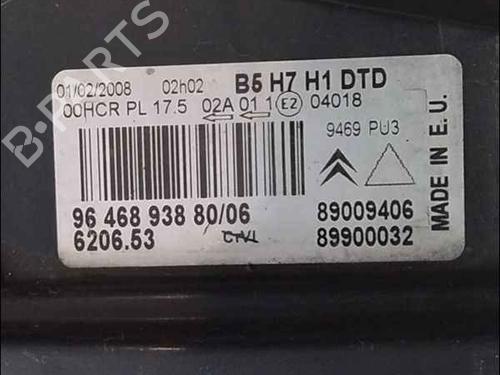 B-PARTS
01/02/2008 02h02 B5 H7 H1 DTD
00HCR PL 17.5 02A 01 1 E2 04018
9469 PU3
96 468 938 80/06 89009406
6206.53 CTVL 89900032
MADE IN E.U.